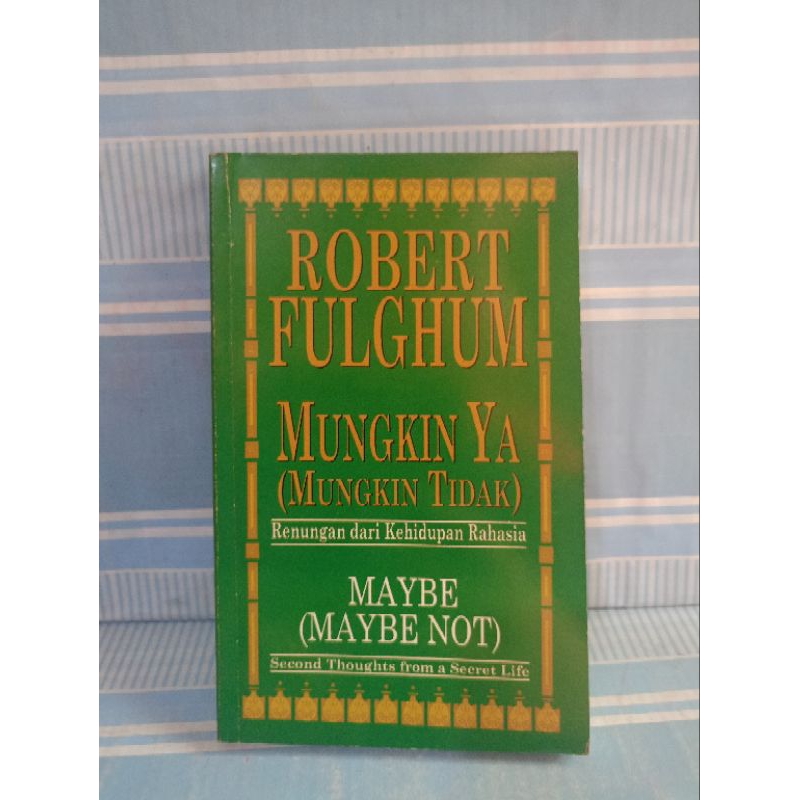 ROBERT
FULGHUM
MUNGKIN YA
(MUNGKIN TIDAK)
Renungan dari Kehidupan Rahasia
MAYBE
(MAYBE NOT)
Second Thoughts from a Secret Life